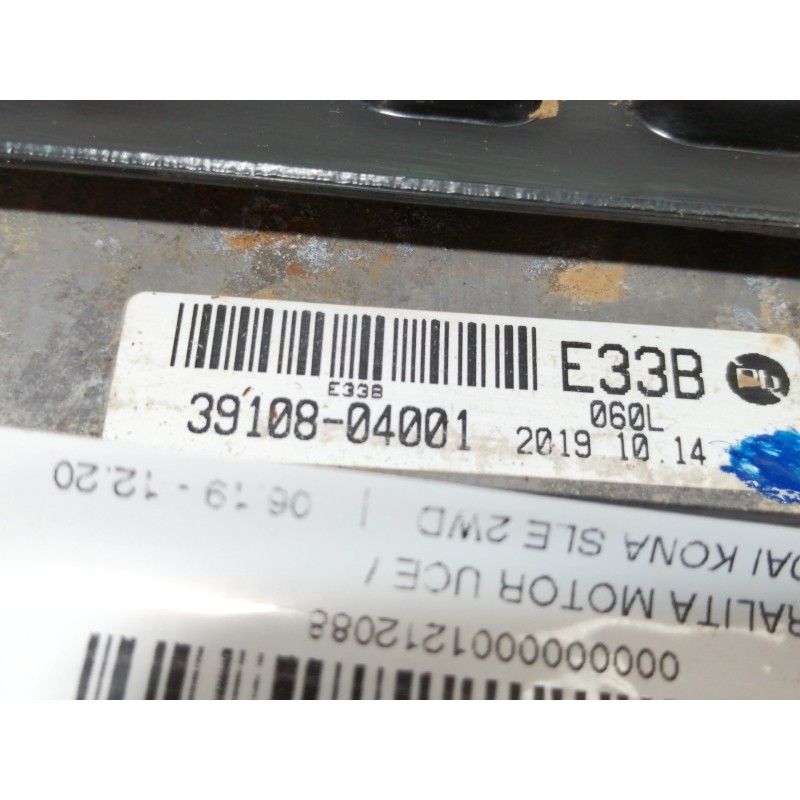 E33B
E33B
39108-04001
060L
2019 10.14
06.19 - 12.20
DAI KONA SLE 2WD |
RALITA MOTOR UCE /
0000000001212088